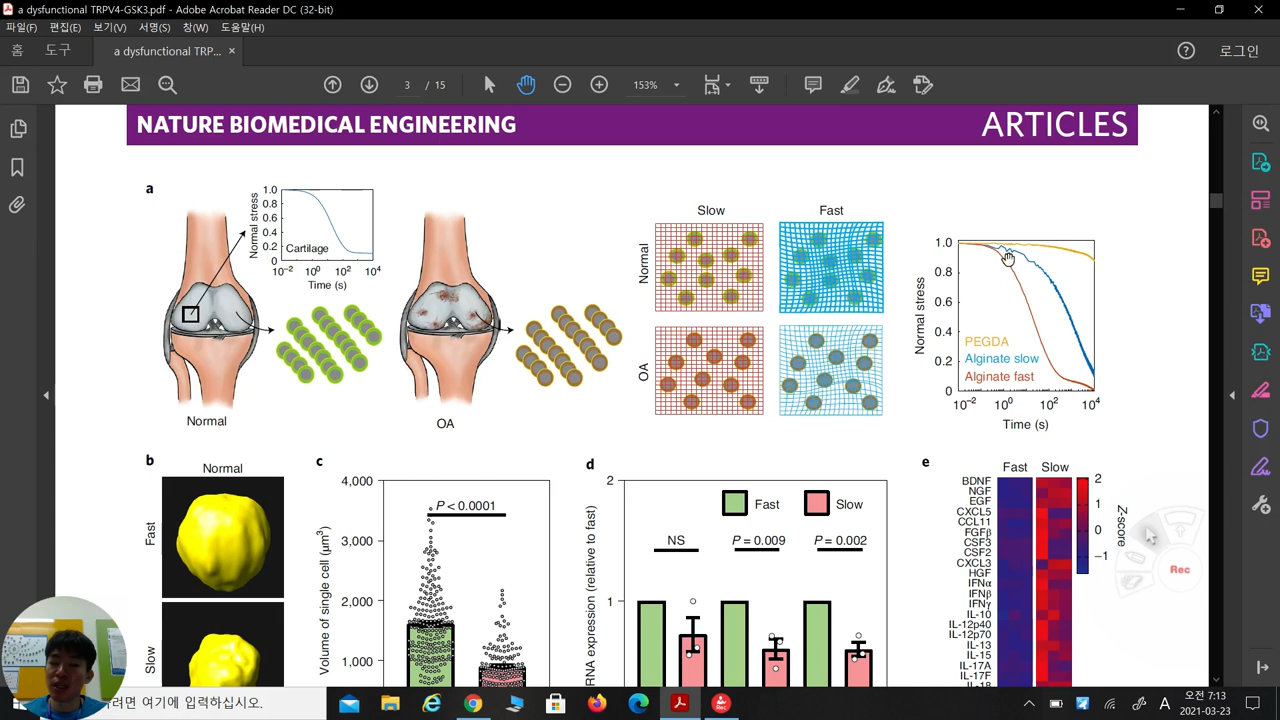 a dysfunctional TRPV4-GSK3.pdf - Adobe Acrobat Reader DC (32-bit)
파일(F) 편집(E) 보기(V) 서명(S) 창(W) 도움말(H)
홈 도구 a dysfunctional TRP... × 로그인
3 / 15 153%
NATURE BIOMEDICAL ENGINEERING ARTICLES
a
Normal stress
1.0
0.8
0.6
0.4
0.2
0
Cartilage
10−2 100 102 104
Time (s)
Normal
OA
Slow Fast
Normal
OA
Normal stress
1.0
0.8
0.6
0.4
0.2
0
PEGDA
Alginate slow
Alginate fast
10−2 100 102 104
Time (s)
b
Normal
Fast
Slow
c
Volume of single cell (μm3)
4,000
3,000
2,000
1,000
P < 0.0001
d
RNA expression (relative to fast)
2
1
Fast Slow
NS P = 0.009 P = 0.002
e
Fast Slow
BDNF
NGF
EGF
CXCL5
CCL11
FGFβ
CSF3
CSF2
CXCL3
HGF
IFNα
IFNβ
IFNγ
IL-10
IL-12p40
IL-12p70
IL-13
IL-15
IL-17A
IL-17F
IL-18
2
1
0
−1
Z-score
Rec
하려면 여기에 입력하십시오.
Rec
A
오전 7:13
2021-03-23